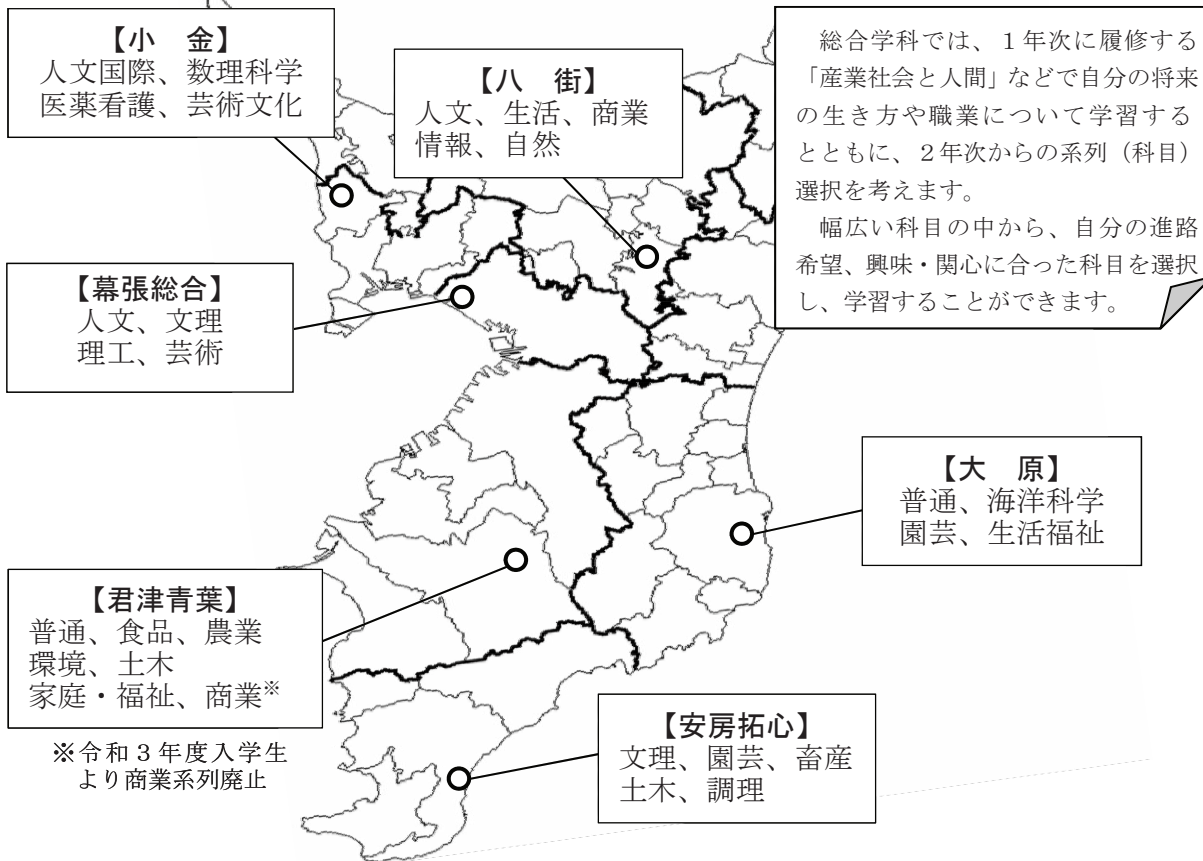 【小　金】
人文国際、数理科学
医薬看護、芸術文化
【八　街】
人文、生活、商業
情報、自然
総合学科では、１年次に履修する
「産業社会と人間」などで自分の将来
の生き方や職業について学習する
とともに、２年次からの系列（科目）
選択を考えます。
幅広い科目の中から、自分の進路
希望、興味・関心に合った科目を選択
し、学習することができます。
【幕張総合】
人文、文理
理工、芸術
【大　原】
普通、海洋科学
園芸、生活福祉
【君津青葉】
普通、食品、農業
環境、土木
家庭・福祉、商業※
※令和３年度入学生
より商業系列廃止
【安房拓心】
文理、園芸、畜産
土木、調理